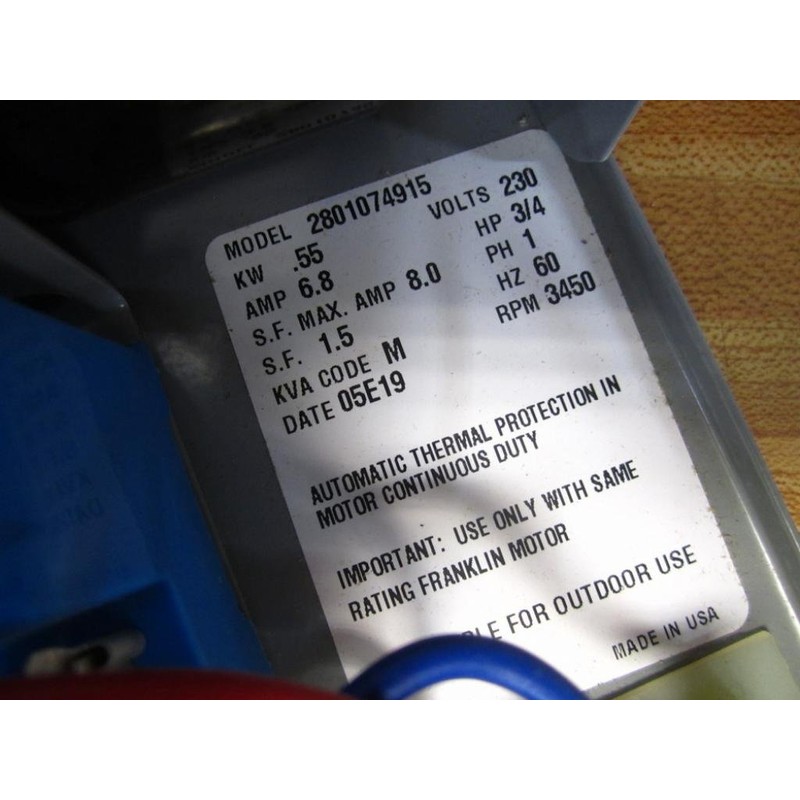 MODEL 2801074915 VOLTS 230
KW .55 HP 3/4
AMP 6.8 PH 1
S.F. MAX. AMP 8.0 HZ 60
S.F. 1.5 RPM 3450
KVA CODE M
DATE 05E19
AUTOMATIC THERMAL PROTECTION IN
MOTOR CONTINUOUS DUTY
IMPORTANT: USE ONLY WITH SAME
RATING FRANKLIN MOTOR
FOR OUTDOOR USE
MADE IN USA